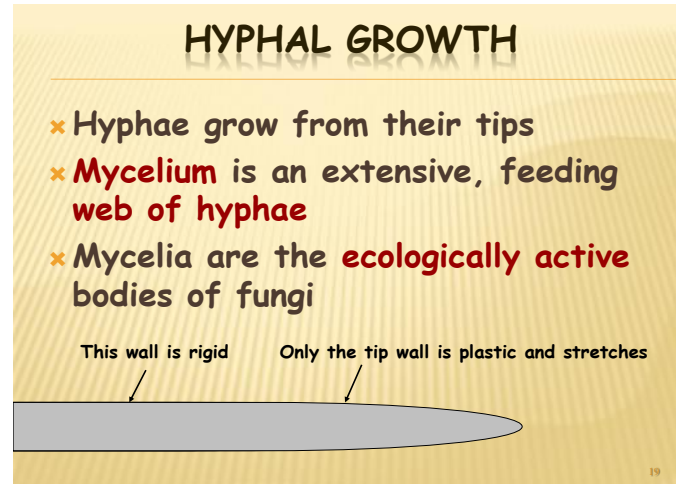 HYPHAL GROWTH
Hyphae grow from their tips
Mycelium is an extensive, feeding
web of hyphae
Mycelia are the ecologically active
bodies of fungi
This wall is rigid
Only the tip wall is plastic and stretches
19